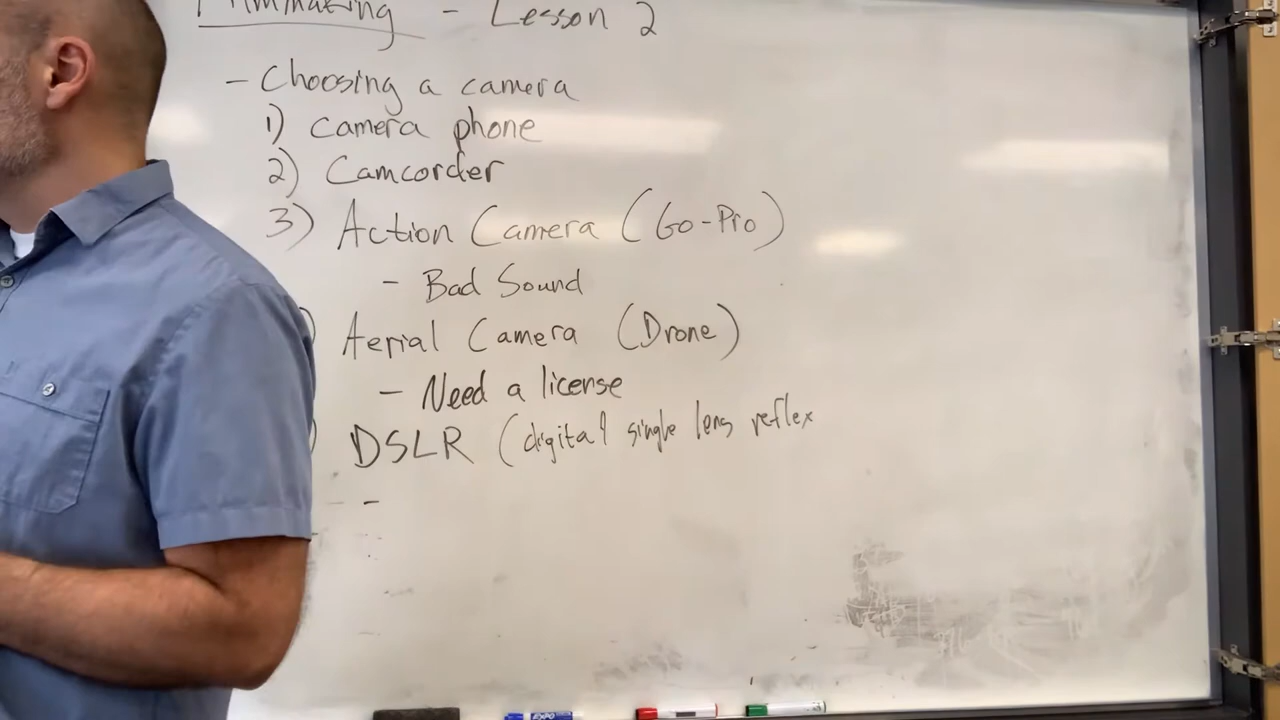 Filmmaking - Lesson 2
- Choosing a camera
1) Camera phone
2) Camcorder
3) Action Camera (Go-Pro)
- Bad Sound
) Aerial Camera (Drone)
- Need a license
) DSLR (digital single lens reflex
-
EXPO